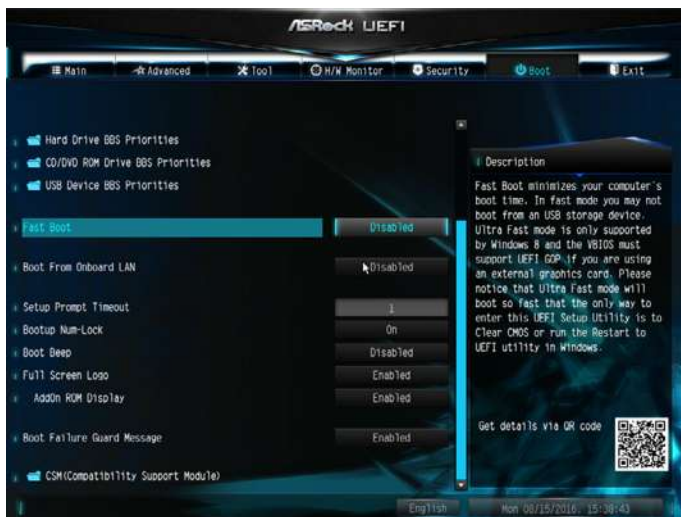 ASRock UEFI
Main Advanced Tool H/W Monitor Security Boot Exit
Hard Drive BBS Priorities
CD/DVD ROM Drive BBS Priorities
USB Device BBS Priorities
Fast Boot Disabled
Boot From Onboard LAN Disabled
Setup Prompt Timeout 1
Bootup Num-Lock On
Boot Beep Disabled
Full Screen Logo Enabled
AddOn ROM Display Enabled
Boot Failure Guard Message Enabled
CSM(Compatibility Support Module)
Description
Fast Boot minimizes your computer's
boot time. In fast mode you may not
boot from an USB storage device.
Ultra Fast mode is only supported
by Windows 8 and the VBIOS must
support UEFI GOP if you are using
an external graphics card. Please
notice that Ultra Fast mode will
boot so fast that the only way to
enter this UEFI Setup Utility is to
Clear CMOS or run the Restart to
UEFI utility in Windows.
Get details via QR code
English Mon 08/15/2016. 15:38:43